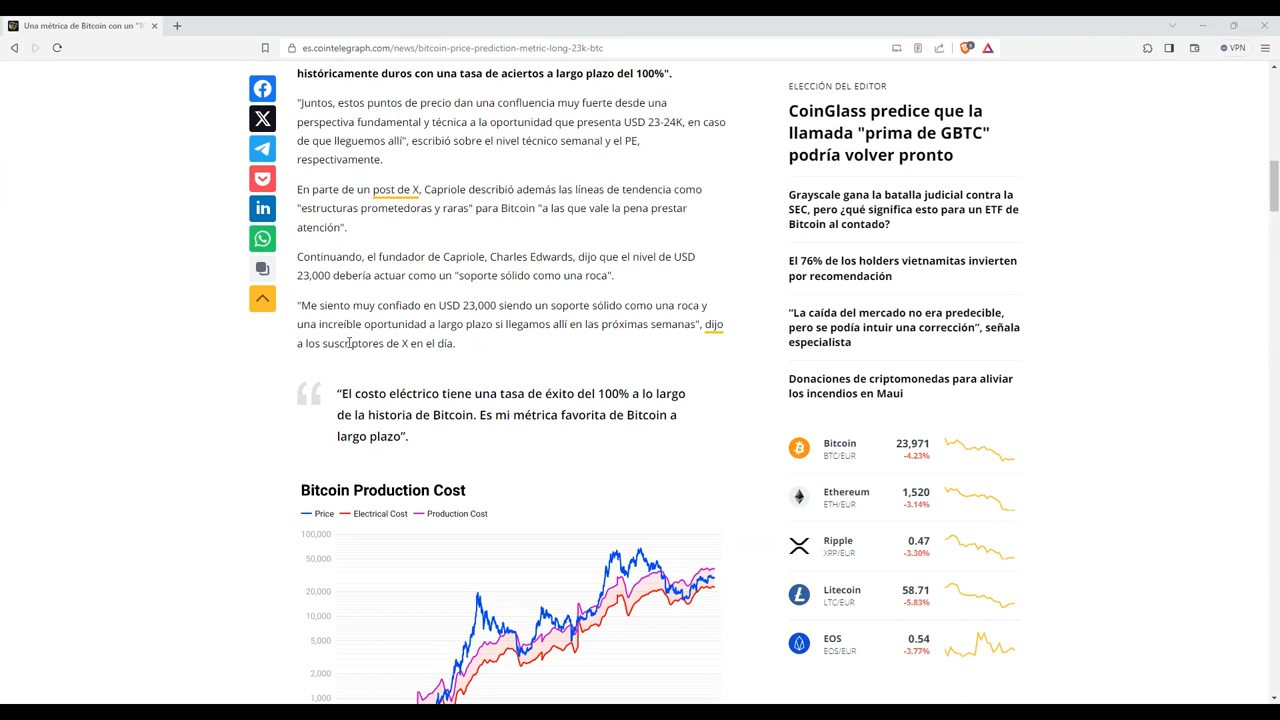 Una métrica de Bitcoin con un "1
es.cointelegraph.com/news/bitcoin-price-prediction-metric-long-23k-btc
VPN
históricamente duros con una tasa de aciertos a largo plazo del 100%".
"Juntos, estos puntos de precio dan una confluencia muy fuerte desde una
perspectiva fundamental y técnica a la oportunidad que presenta USD 23-24K, en caso
de que lleguemos allí", escribió sobre el nivel técnico semanal y el PE,
respectivamente.
En parte de un post de X, Capriole describió además las líneas de tendencia como
"estructuras prometedoras y raras" para Bitcoin "a las que vale la pena prestar
atención".
Continuando, el fundador de Capriole, Charles Edwards, dijo que el nivel de USD
23,000 debería actuar como un "soporte sólido como una roca".
"Me siento muy confiado en USD 23,000 siendo un soporte sólido como una roca y
una increíble oportunidad a largo plazo si llegamos allí en las próximas semanas", dijo
a los suscriptores de X en el día.
“El costo eléctrico tiene una tasa de éxito del 100% a lo largo
de la historia de Bitcoin. Es mi métrica favorita de Bitcoin a
largo plazo”.
Bitcoin Production Cost
Price Electrical Cost Production Cost
100,000
50,000
20,000
10,000
5,000
2,000
1,000
ELECCIÓN DEL EDITOR
CoinGlass predice que la
llamada "prima de GBTC"
podría volver pronto
Grayscale gana la batalla judicial contra la
SEC, pero ¿qué significa esto para un ETF de
Bitcoin al contado?
El 76% de los holders vietnamitas invierten
por recomendación
“La caída del mercado no era predecible,
pero se podía intuir una corrección”, señala
especialista
Donaciones de criptomonedas para aliviar
los incendios en Maui
Bitcoin 23,971
BTC/EUR -4.23%
Ethereum 1,520
ETH/EUR -3.14%
Ripple 0.47
XRP/EUR -3.30%
Litecoin 58.71
LTC/EUR -5.83%
EOS 0.54
EOS/EUR -3.77%